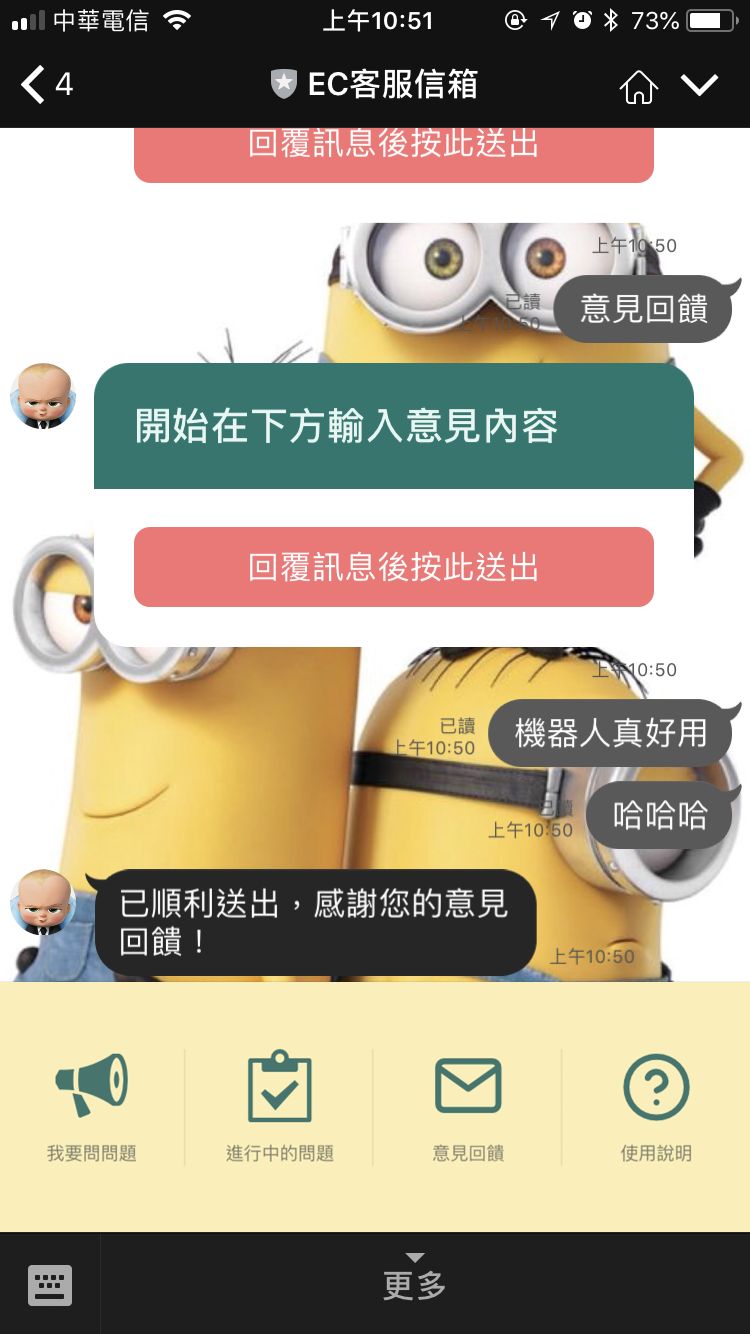 中華電信
上午10:51
73%
4
EC客服信箱
回覆訊息後按此送出
上午10:50
已讀
上午10:50
意見回饋
開始在下方輸入意見內容
回覆訊息後按此送出
上午10:50
已讀
上午10:50
機器人真好用
已讀
上午10:50
哈哈哈
已順利送出，感謝您的意見
回饋！
上午10:50
我要問問題
進行中的問題
意見回饋
使用說明
更多